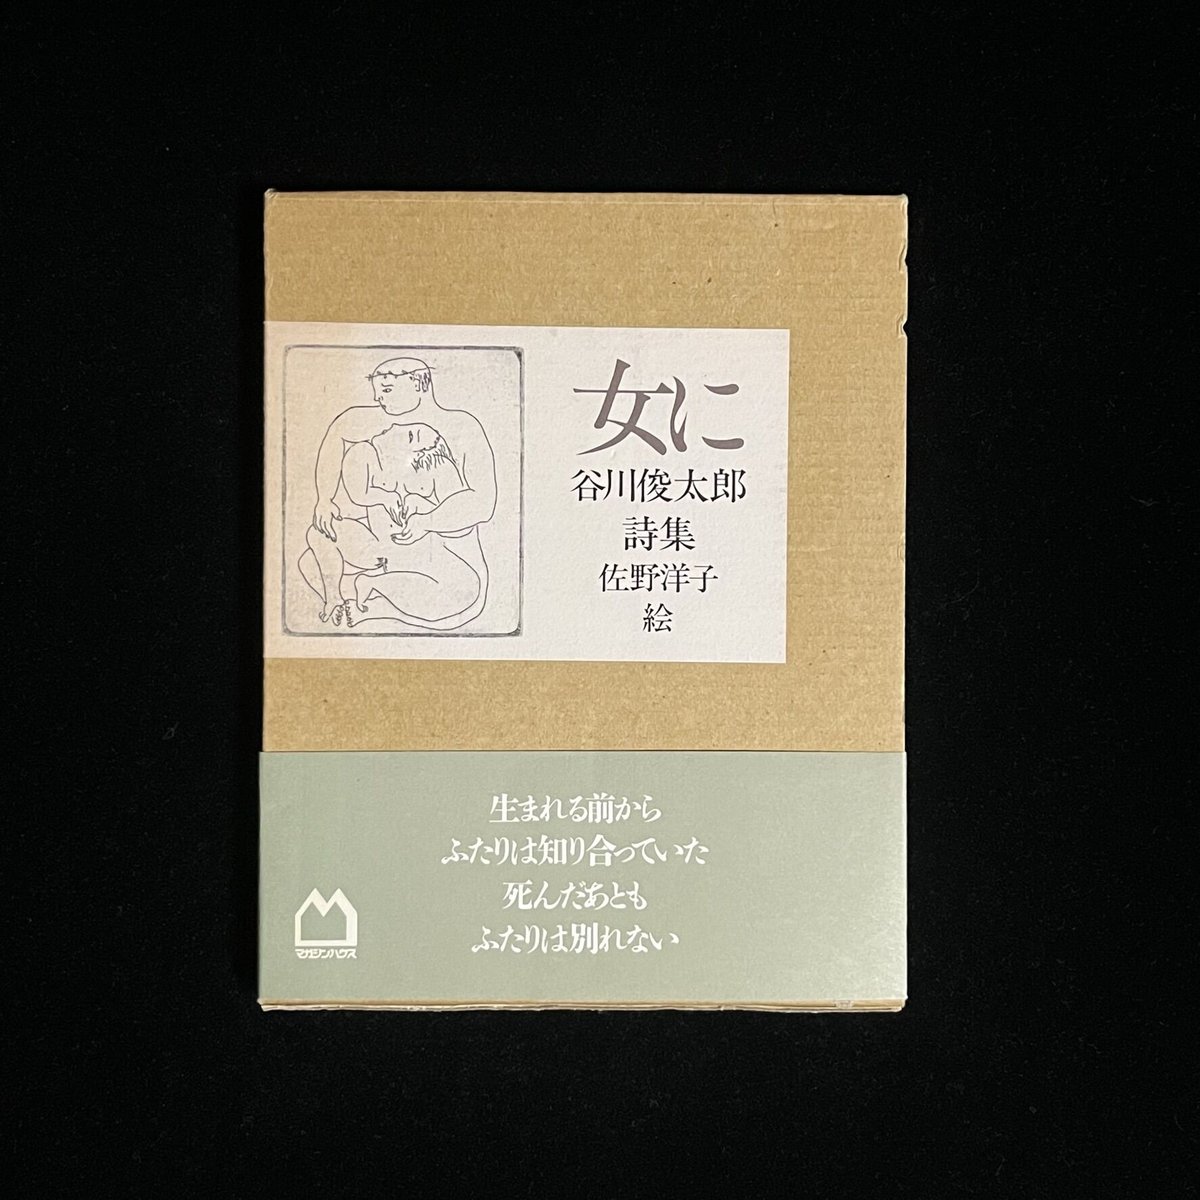 女に
谷川俊太郎
詩集
佐野洋子
絵
生まれる前から
ふたりは知り合っていた
死んだあとも
ふたりは別れない
マガジンハウス